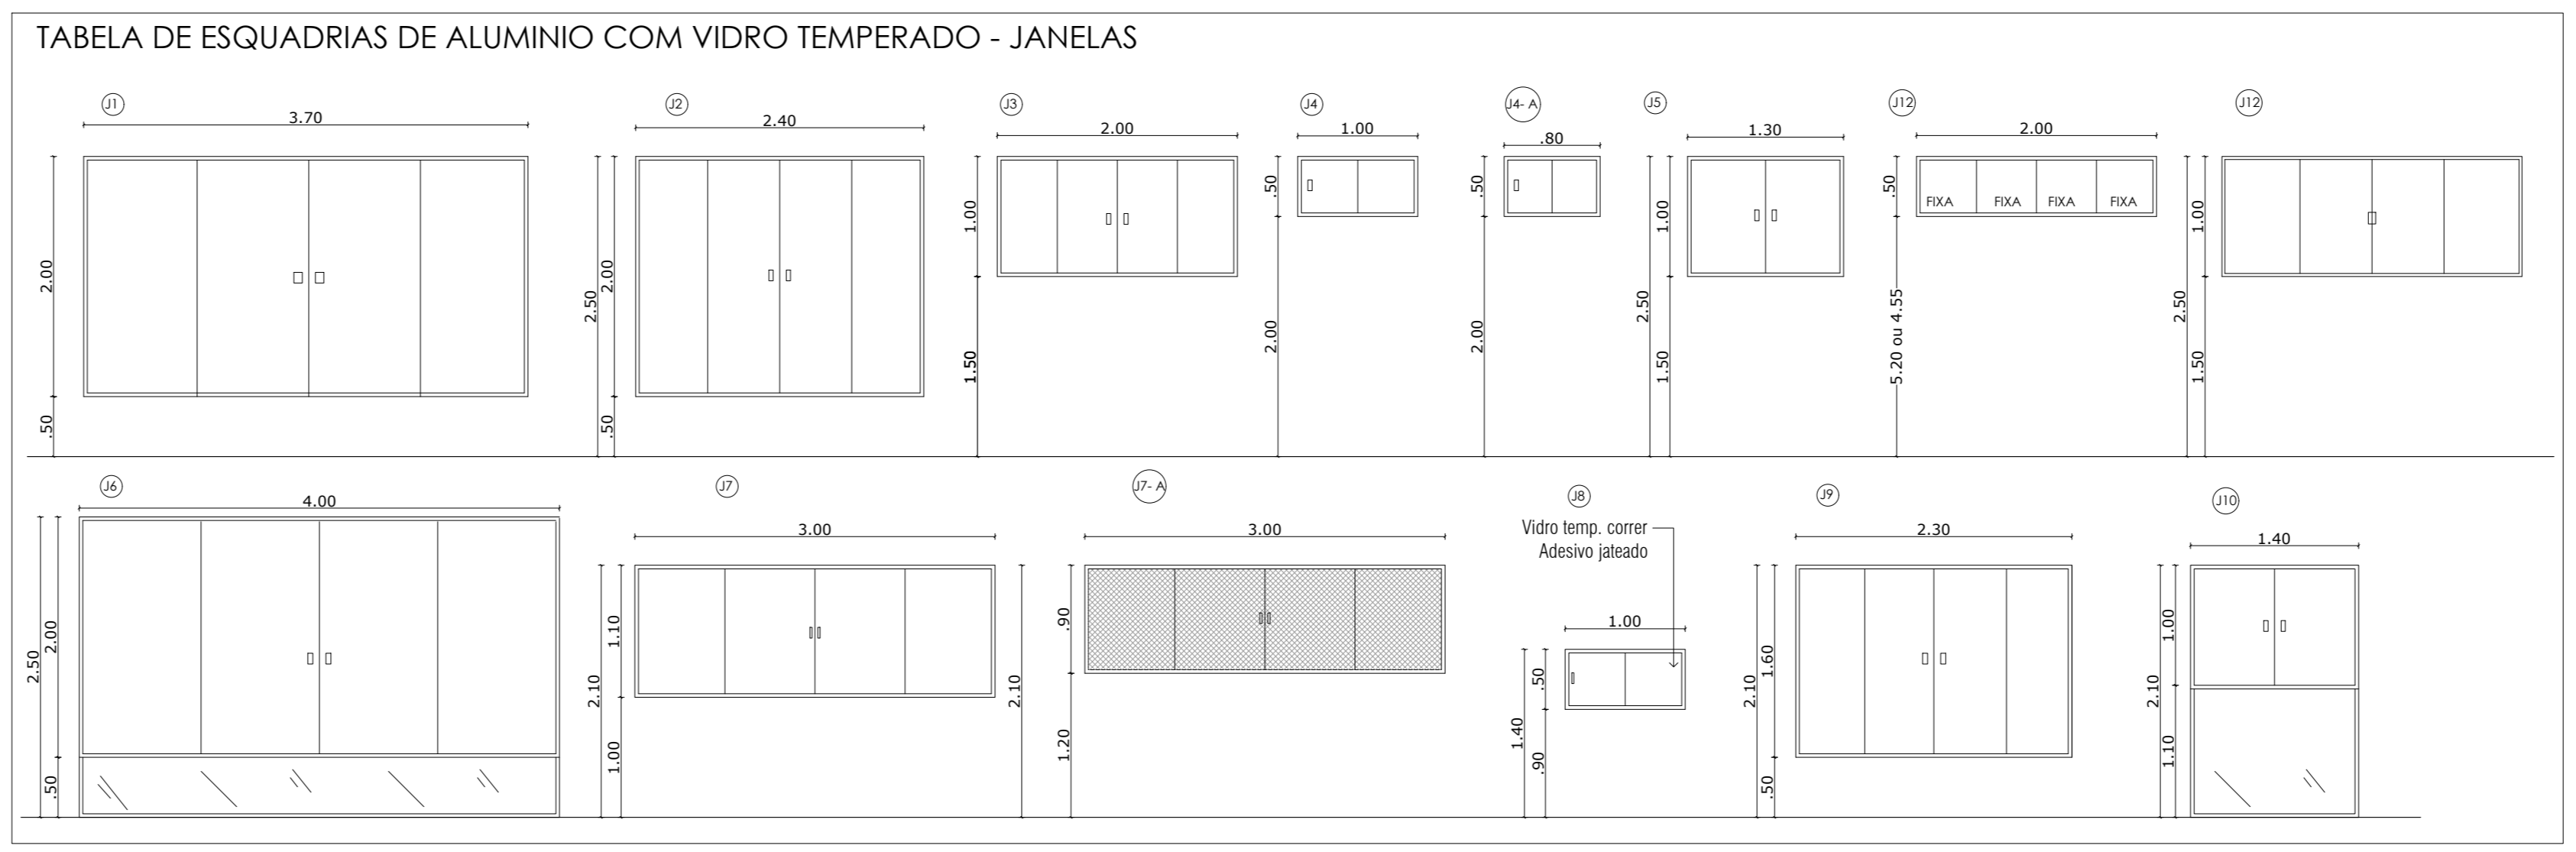 TABELA DE ESQUADRIAS DE ALUMINIO COM VIDRO TEMPERADO - JANELAS
J1
3.70
2.00
.50
J2
2.40
2.50
2.00
.50
J3
2.00
1.00
1.50
J4
1.00
.50
2.00
J4- A
.80
.50
2.00
J5
1.30
2.50
1.00
1.50
J12
2.00
.50
5.20 ou 4.55
FIXA FIXA FIXA FIXA
J12
2.50
1.00
1.50
J6
4.00
2.50
2.00
.50
J7
3.00
2.10
1.10
1.00
J7- A
3.00
2.10
.90
1.20
J8
Vidro temp. correr
Adesivo jateado
1.00
1.40
.50
.90
J9
2.30
2.10
1.60
.50
J10
1.40
2.10
1.00
1.10